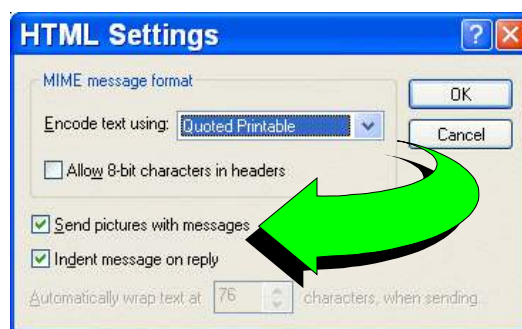 HTML Settings
MIME message format
OK
Encode text using: Quoted Printable
Cancel
Allow 8-bit characters in headers
Send pictures with messages
Indent message on reply
Automatically wrap text at 76 characters, when sending